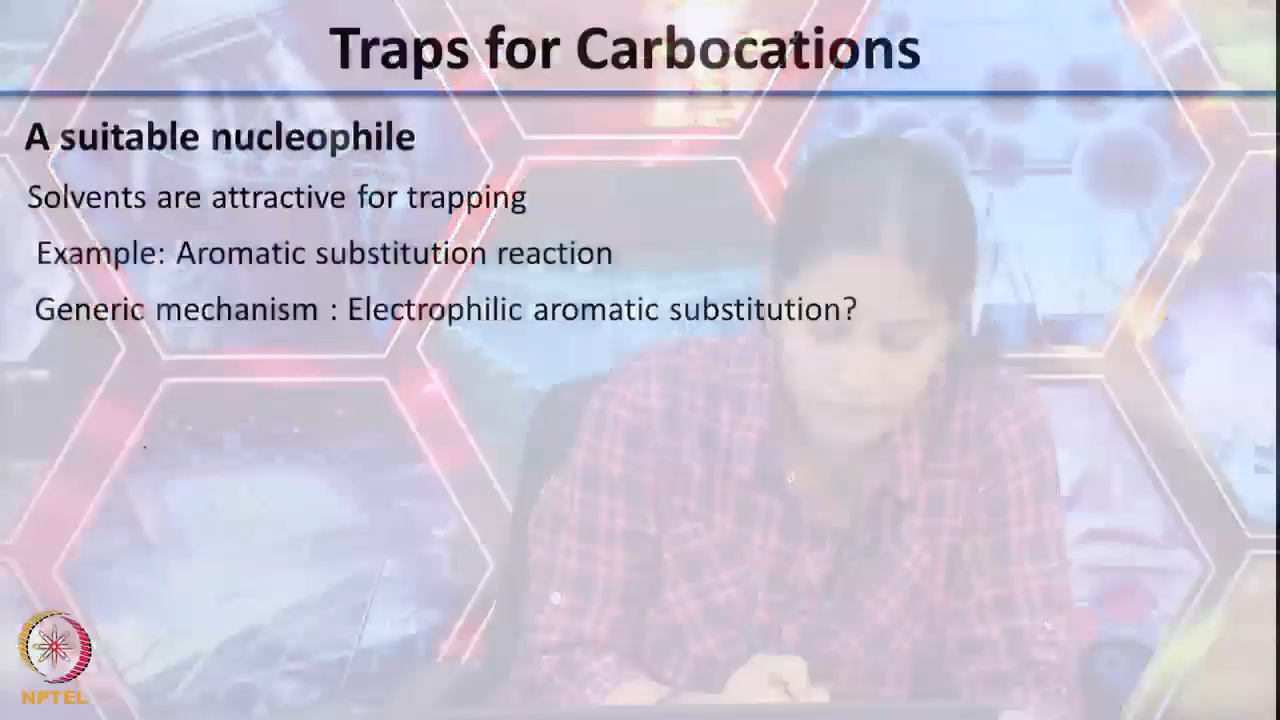 Traps for Carbocations
A suitable nucleophile
Solvents are attractive for trapping
Example: Aromatic substitution reaction
Generic mechanism : Electrophilic aromatic substitution?
NPTEL